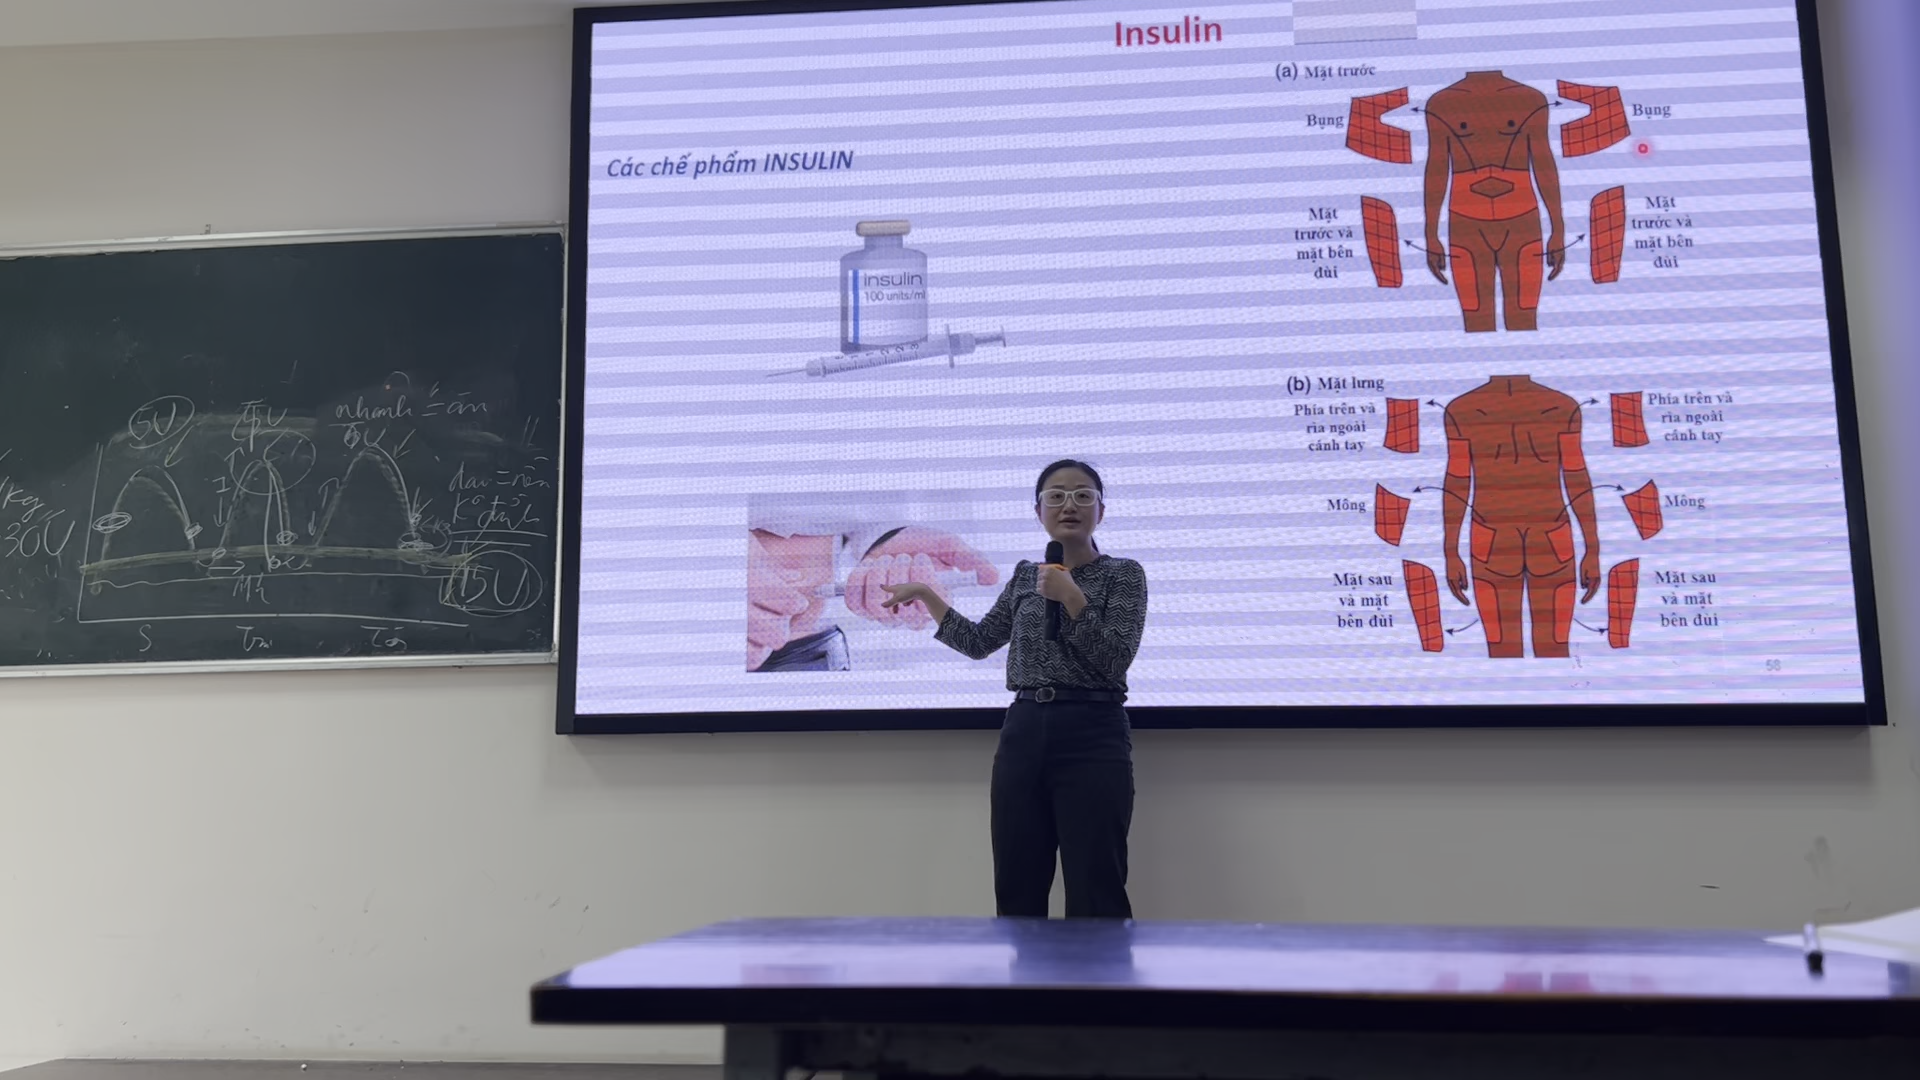 Insulin
Các chế phẩm INSULIN
insulin
100 units/ml
(a) Mặt trước
Bụng
Bụng
Mặt
trước và
mặt bên
đùi
Mặt
trước và
mặt bên
đùi
(b) Mặt lưng
Phía trên và
rìa ngoài
cánh tay
Phía trên và
rìa ngoài
cánh tay
Mông
Mông
Mặt sau
và mặt
bên đùi
Mặt sau
và mặt
bên đùi
58
5U
nhanh = ăn
/kg
30U
15U
S